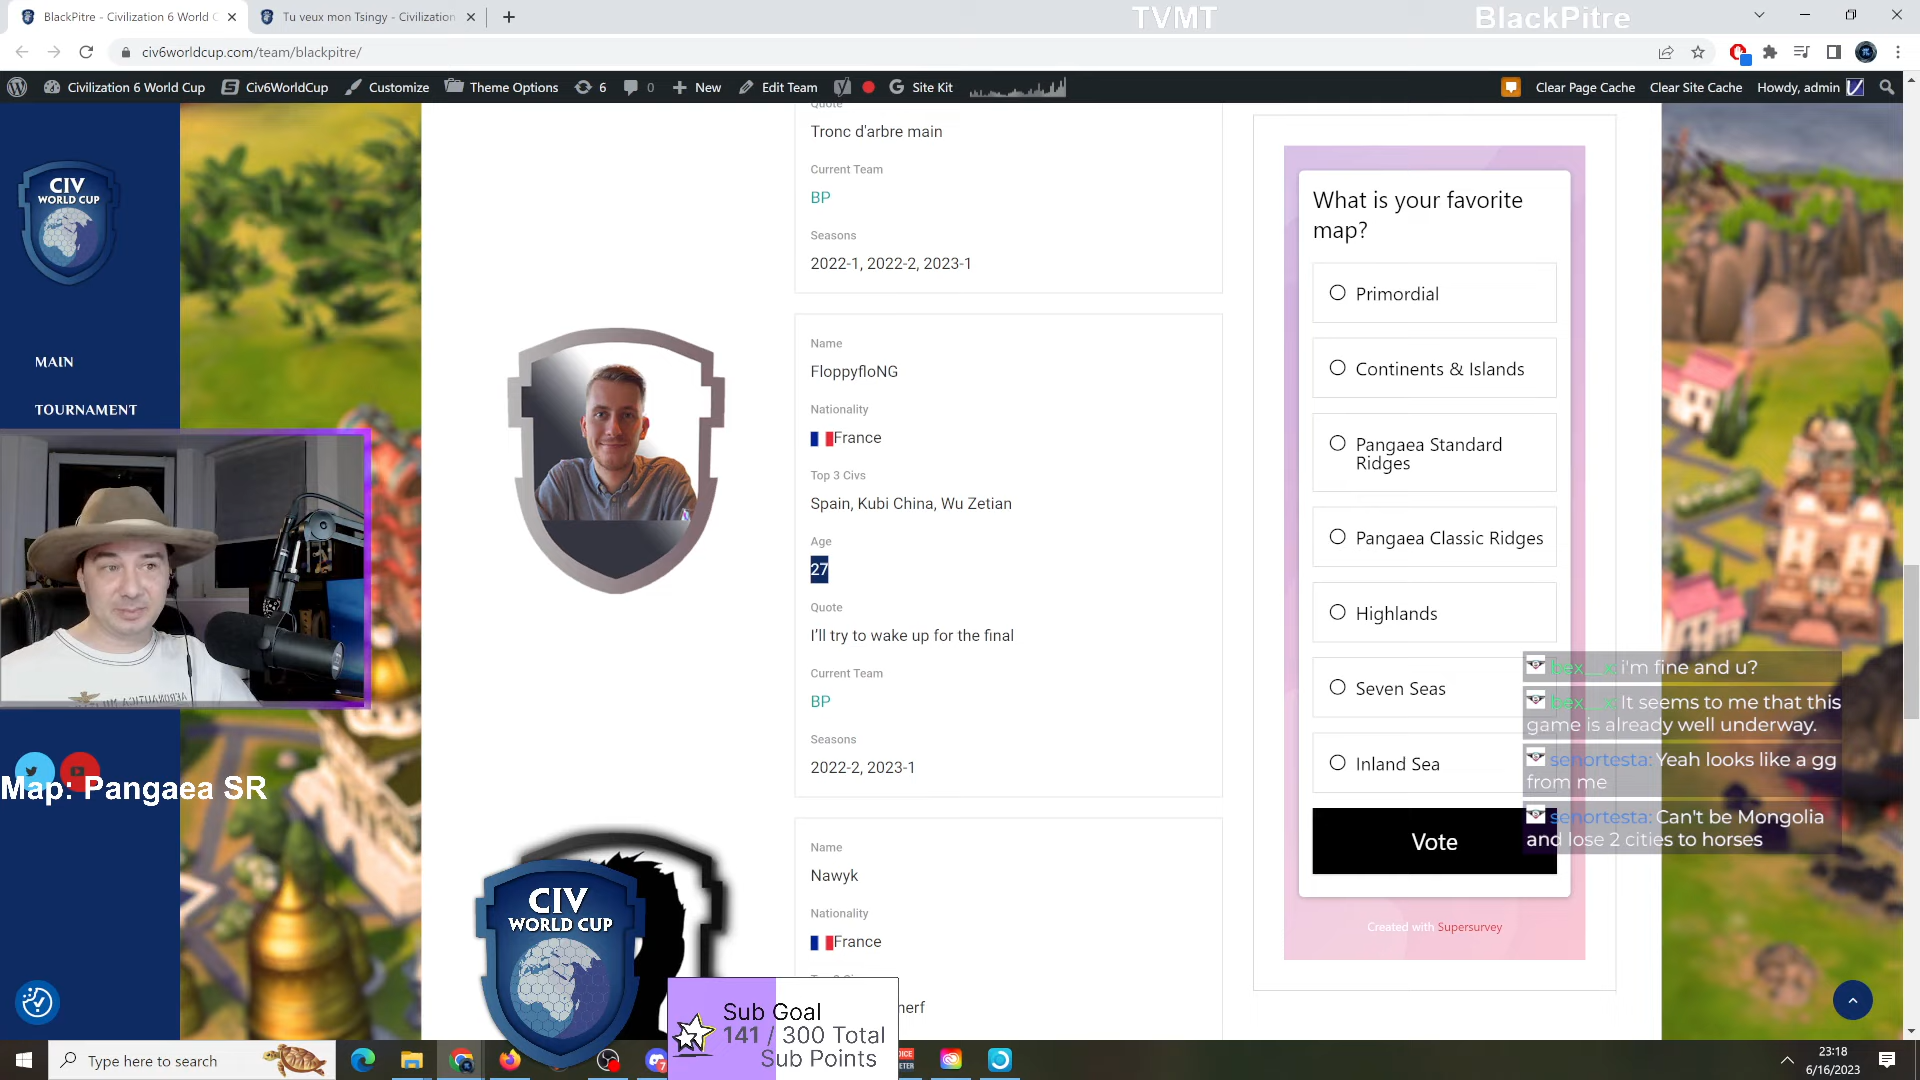 BlackPitre - Civilization 6 World C
Tu veux mon Tsingy - Civilization
TVMT
BlackPitre
civ6worldcup.com/team/blackpitre/
Civilization 6 World Cup
Civ6WorldCup
Customize
Theme Options
6
0
New
Edit Team
Site Kit
Clear Page Cache
Clear Site Cache
Howdy, admin
CIV
WORLD CUP
MAIN
TOURNAMENT
Map: Pangaea SR
Quote
Tronc d'arbre main
Current Team
BP
Seasons
2022-1, 2022-2, 2023-1
Name
FloppyfloNG
Nationality
France
Top 3 Civs
Spain, Kubi China, Wu Zetian
Age
27
Quote
I'll try to wake up for the final
Current Team
BP
Seasons
2022-2, 2023-1
Name
Nawyk
Nationality
France
nerf
CIV
WORLD CUP
What is your favorite
map?
Primordial
Continents & Islands
Pangaea Standard
Ridges
Pangaea Classic Ridges
Highlands
Seven Seas
Inland Sea
Vote
Created with Supersurvey
i'm fine and u?
It seems to me that this
game is already well underway.
senortesta: Yeah looks like a gg
from me
senortesta: Can't be Mongolia
and lose 2 cities to horses
Sub Goal
141 / 300 Total
Sub Points
Type here to search
23:18
6/16/2023